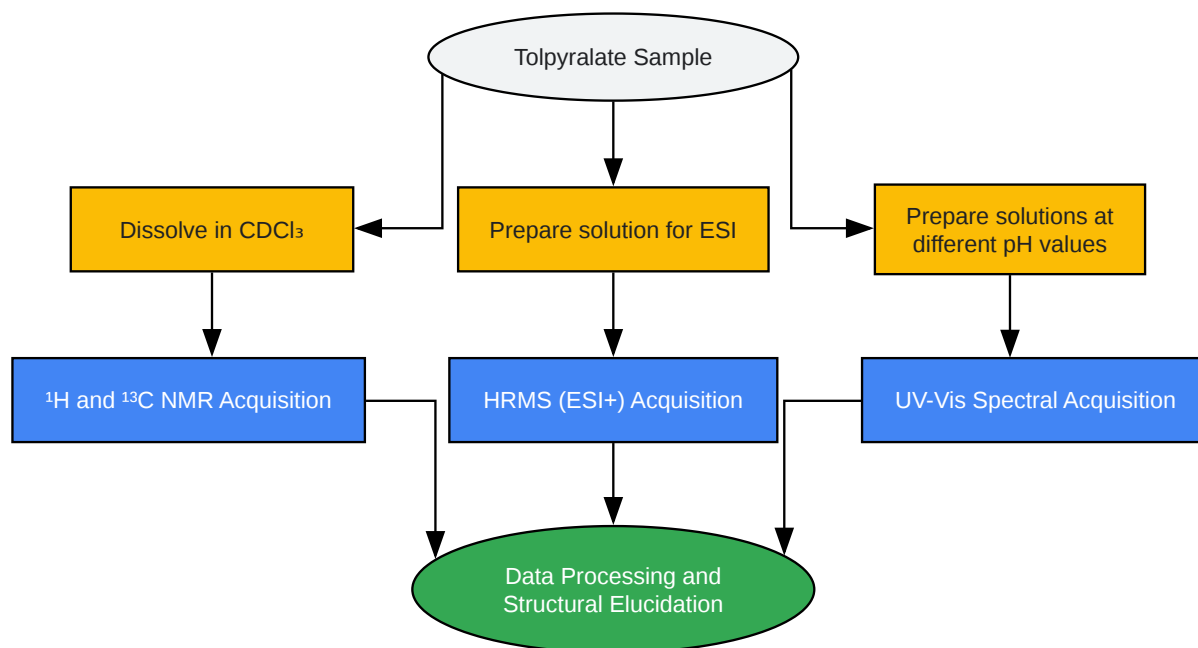 Tolpyralate Sample
Dissolve in CDCl₃
Prepare solution for ESI
Prepare solutions at
different pH values
¹H and ¹³C NMR Acquisition
HRMS (ESI+) Acquisition
UV-Vis Spectral Acquisition
Data Processing and
Structural Elucidation